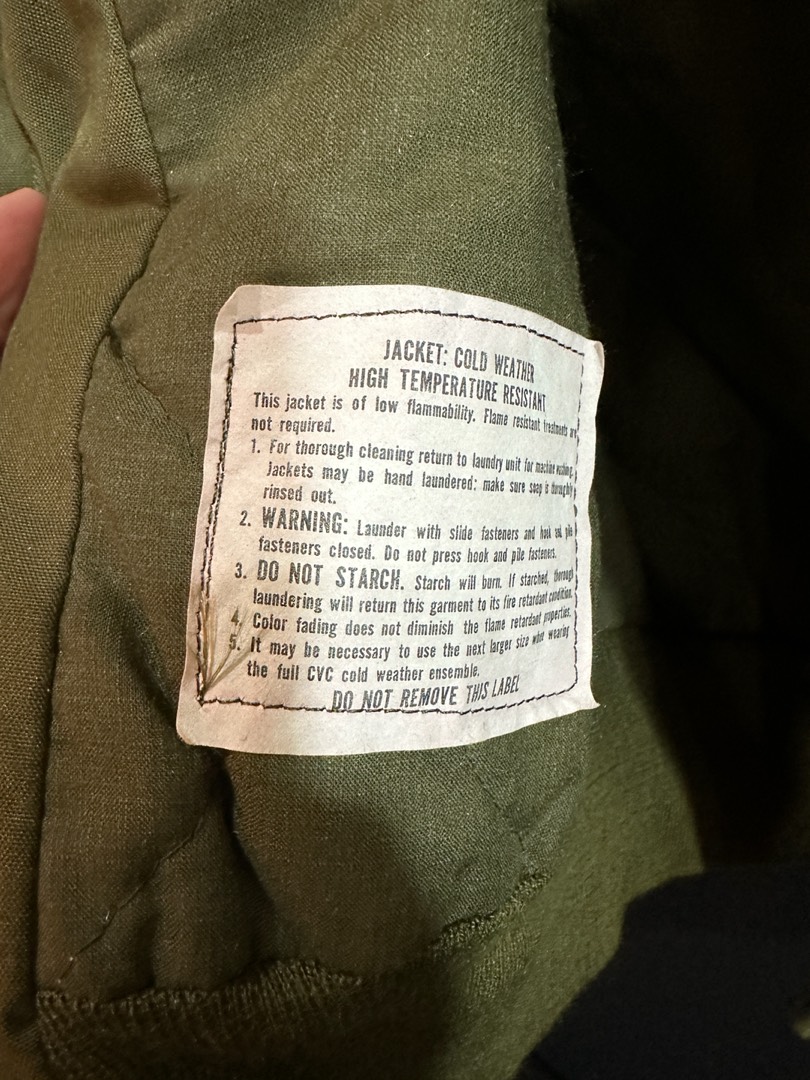 JACKET: COLD WEATHER
HIGH TEMPERATURE RESISTANT
This jacket is of low flammability. Flame resistant treatments are
not required.
1. For thorough cleaning return to laundry unit for machine washing.
Jackets may be hand laundered: make sure soap is thoroughly
rinsed out.
2. WARNING: Launder with slide fasteners and hook and pile
fasteners closed. Do not press hook and pile fasteners.
3. DO NOT STARCH. Starch will burn. If starched, thorough
laundering will return this garment to its fire retardant condition.
4. Color fading does not diminish the flame retardant properties.
5. It may be necessary to use the next larger size when wearing
the full CVC cold weather ensemble.
DO NOT REMOVE THIS LABEL